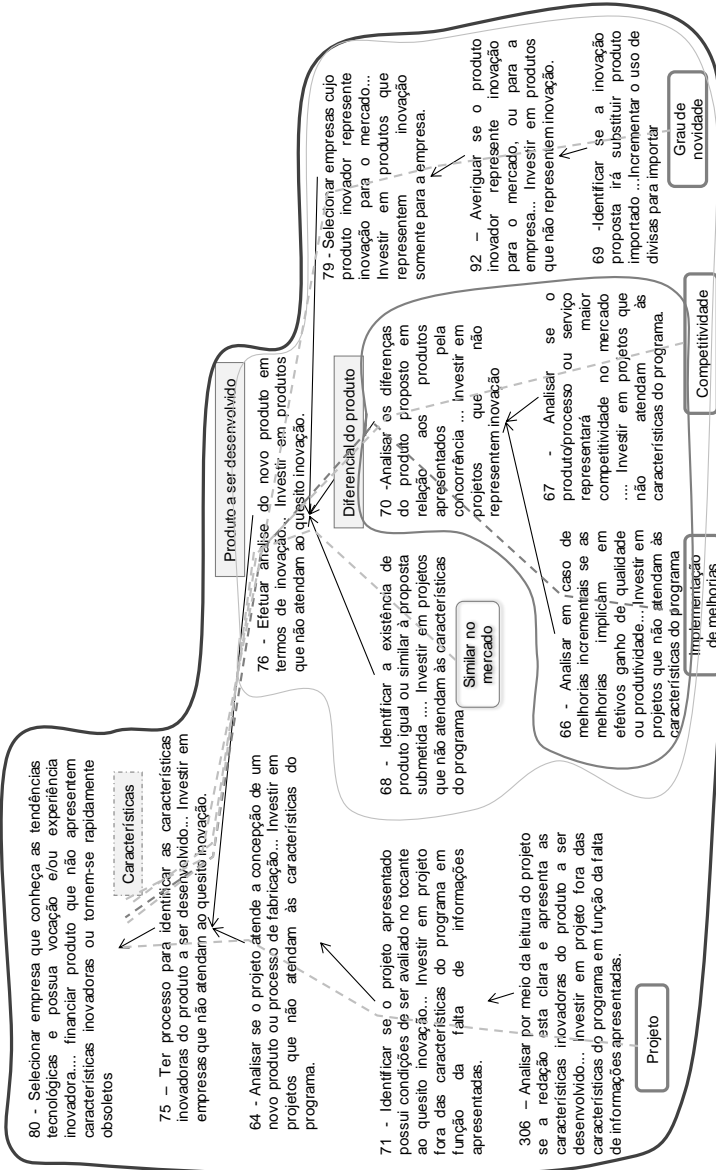 80 - Selecionar empresa que conheça as tendências
tecnológicas e possua vocação e/ou experiência
inovadora.... financiar produto que não apresentem
características inovadoras ou tornem-se rapidamente
obsoletos
Características
75 – Ter processo para identificar as características
inovadoras do produto a ser desenvolvido... Investir em
empresas que não atendam ao quesito inovação.
64 - Analisar se o projeto atende a concepção de um
novo produto ou processo de fabricação... Investir em
projetos que não atendam às características do
programa.
71 - Identificar se o projeto apresentado
possui condições de ser avaliado no tocante
ao quesito inovação... Investir em projeto
fora das características do programa em
função da falta de informações
apresentadas.
306 – Analisar por meio da leitura do projeto
se a redação esta clara e apresenta as
características inovadoras do produto a ser
desenvolvido.... Investir em projeto fora das
características do programa em função da falta
de informações apresentadas.
Projeto
Produto a ser desenvolvido
76 - Efetuar análise do novo produto em
termos de inovação... Investir em produtos
que não atendam ao quesito inovação.
Diferencial do produto
68 - Identificar a existência de
produto igual ou similar à proposta
submetida .... Investir em projetos
que não atendam às características
do programa
Similar no
mercado
70 -Analisar os diferenças
do produto proposto em
relação aos produtos
apresentados pela
concorrência ... Investir em
projetos que não
representem inovação
66 - Analisar em caso de
melhorias incrementais se as
melhorias implicam em
efetivos ganho de qualidade
ou produtividade... Investir em
projetos que não atendam às
características do programa
Implementação
de melhorias
67 - Analisar se o
produto/processo ou serviço
representará maior
competitividade no mercado
.... Investir em projetos que
não atendam às
características do programa.
Competitividade
79 - Selecionar empresas cujo
produto inovador represente
inovação para o mercado...
Investir em produtos que
representem inovação
somente para a empresa.
92 – Averiguar se o produto
inovador represente inovação
para o mercado, ou para a
empresa... Investir em produtos
que não representem inovação.
69 -Identificar se a inovação
proposta irá substituir produto
importado ...Incrementar o uso de
divisas para importar
Grau de
novidade